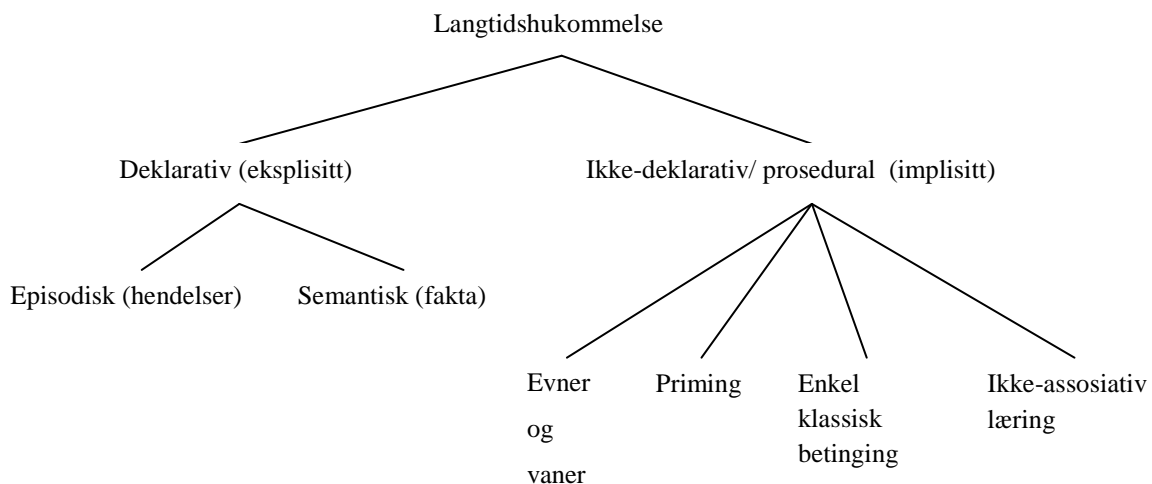 Langtidshukommelse
Deklarativ (eksplisitt)
Ikke-deklarativ/ prosedural (implisitt)
Episodisk (hendelser)
Semantisk (fakta)
Evner
og
vaner
Priming
Enkel
klassisk
betinging
Ikke-assosiativ
læring